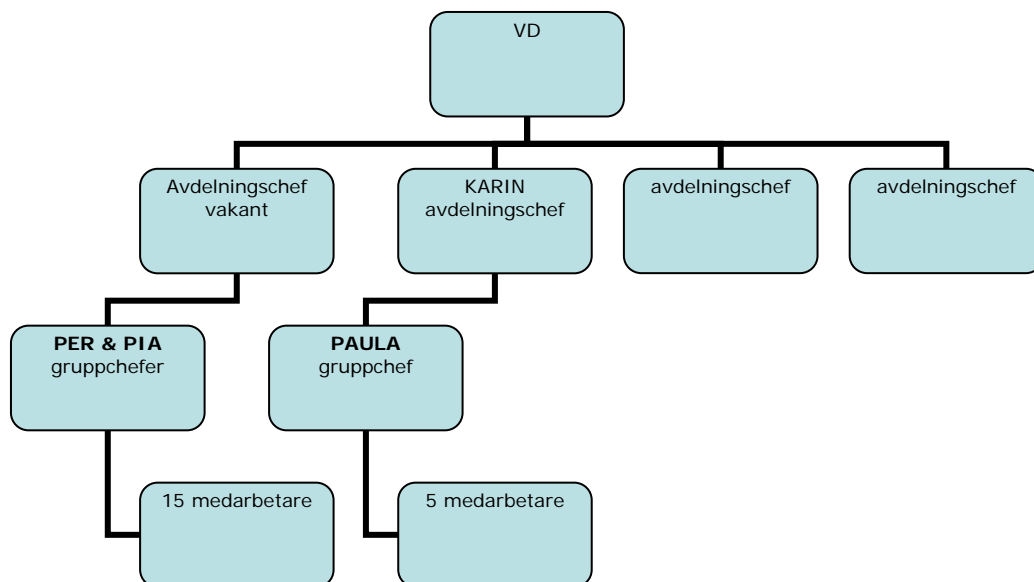 VD
Avdelningschef
vakant
KARIN
avdelningschef
avdelningschef
avdelningschef
PER & PIA
gruppchefer
PAULA
gruppchef
15 medarbetare
5 medarbetare